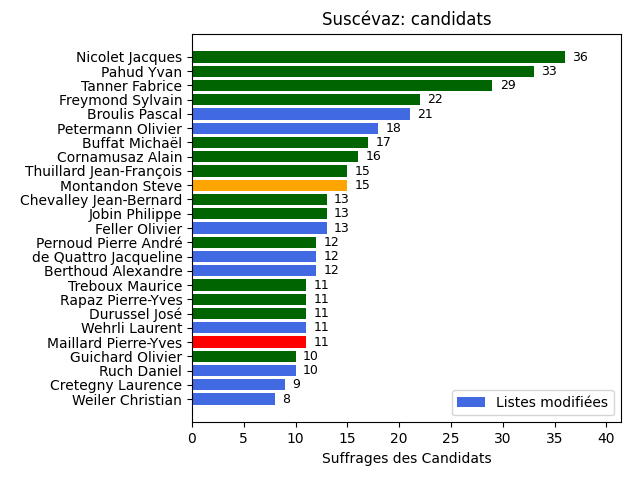 Suscévaz: candidats
Nicolet Jacques 36
Pahud Yvan 33
Tanner Fabrice 29
Freymond Sylvain 22
Broulis Pascal 21
Petermann Olivier 18
Buffat Michaël 17
Cornamusaz Alain 16
Thuillard Jean-François 15
Montandon Steve 15
Chevalley Jean-Bernard 13
Jobin Philippe 13
Feller Olivier 13
Pernoud Pierre André 12
de Quattro Jacqueline 12
Berthoud Alexandre 12
Treboux Maurice 11
Rapaz Pierre-Yves 11
Durussel José 11
Wehrli Laurent 11
Maillard Pierre-Yves 11
Guichard Olivier 10
Ruch Daniel 10
Cretegny Laurence 9
Weiler Christian 8
Listes modifiées
0 5 10 15 20 25 30 35 40
Suffrages des Candidats